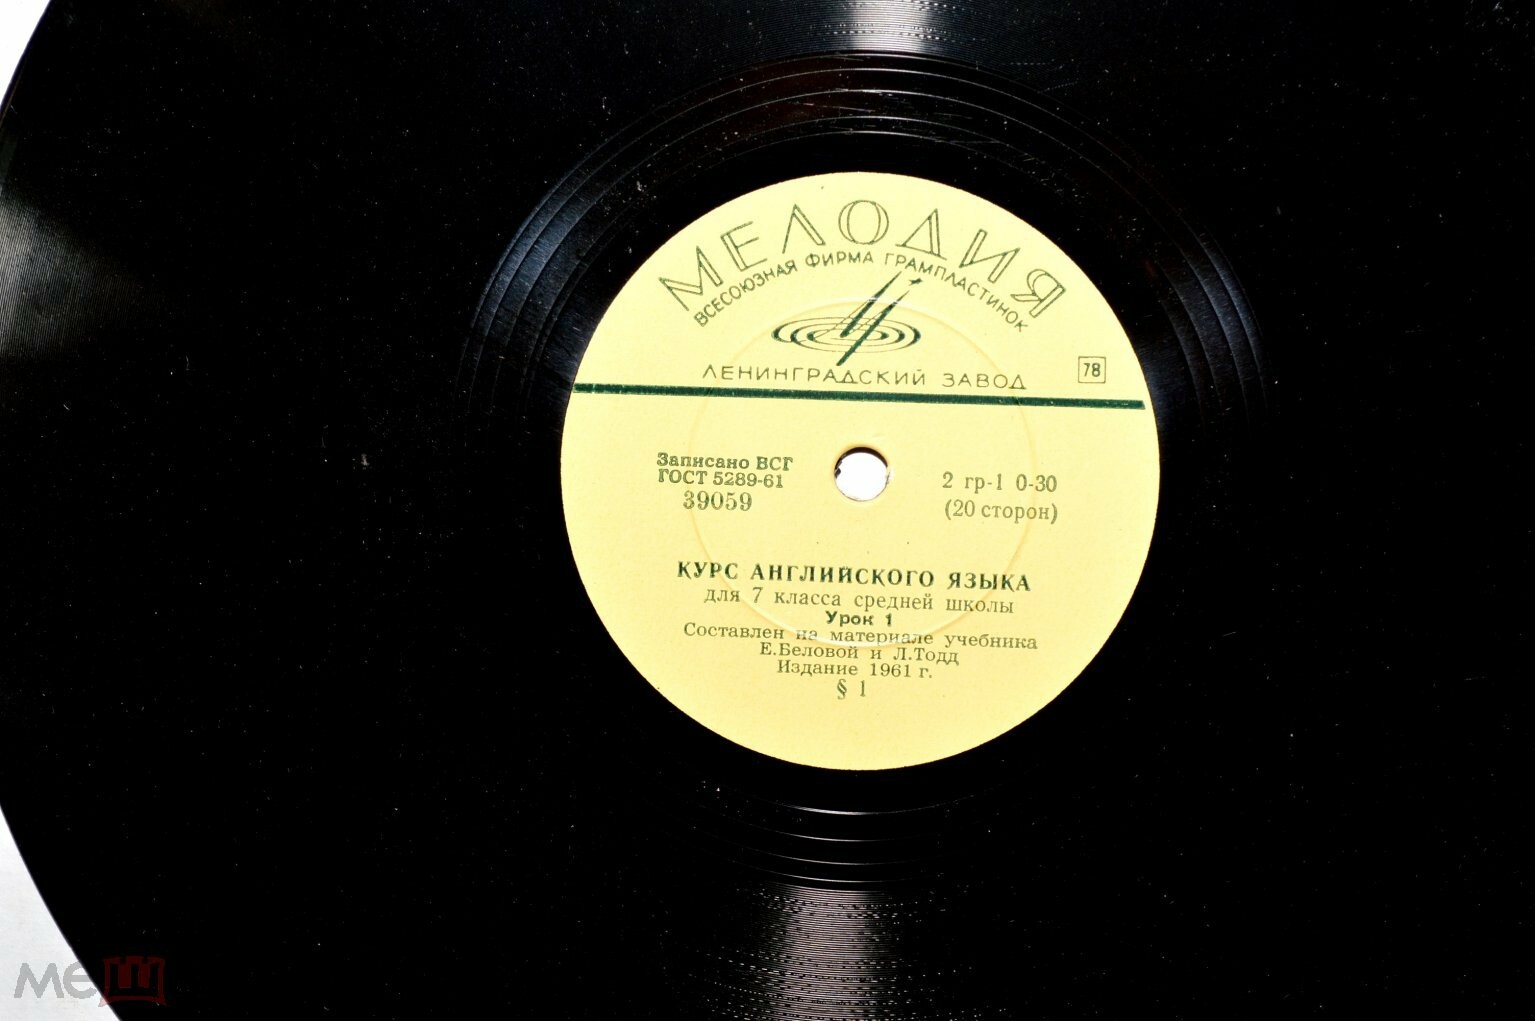 МЕЛОДИЯ
ВСЕСОЮЗНАЯ ФИРМА ГРАМПЛАСТИНОК
ЛЕНИНГРАДСКИЙ ЗАВОД
78
Записано ВСГ
ГОСТ 5289-61
39059
2 гр-1 0-30
(20 сторон)
КУРС АНГЛИЙСКОГО ЯЗЫКА
для 7 класса средней школы
Урок 1
Составлен на материале учебника
Е.Беловой и Л.Тодд
Издание 1961 г.
§ 1
мешок